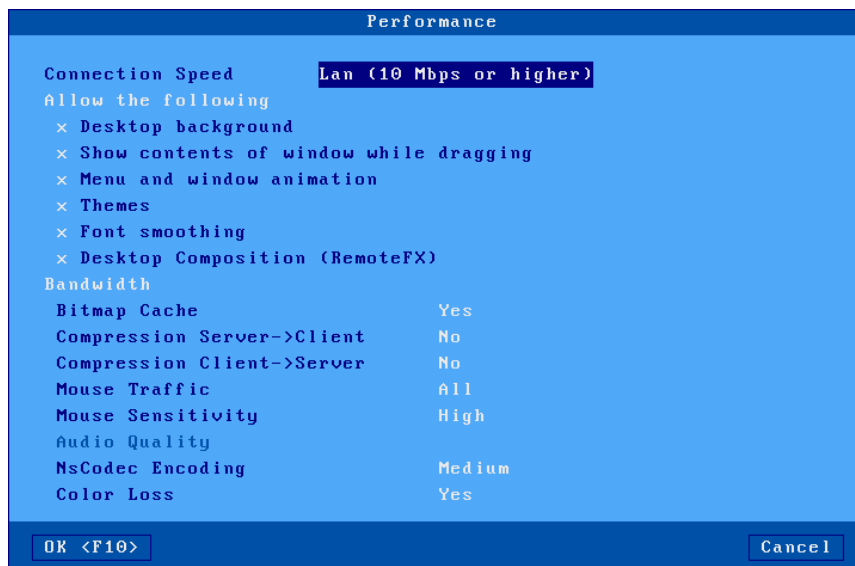 Performance
Connection Speed Lan (10 Mbps or higher)
Allow the following
x Desktop background
x Show contents of window while dragging
x Menu and window animation
x Themes
x Font smoothing
x Desktop Composition (RemoteFX)
Bandwidth
Bitmap Cache Yes
Compression Server->Client No
Compression Client->Server No
Mouse Traffic All
Mouse Sensitivity High
Audio Quality
NsCodec Encoding Medium
Color Loss Yes
OK <F10> Cancel